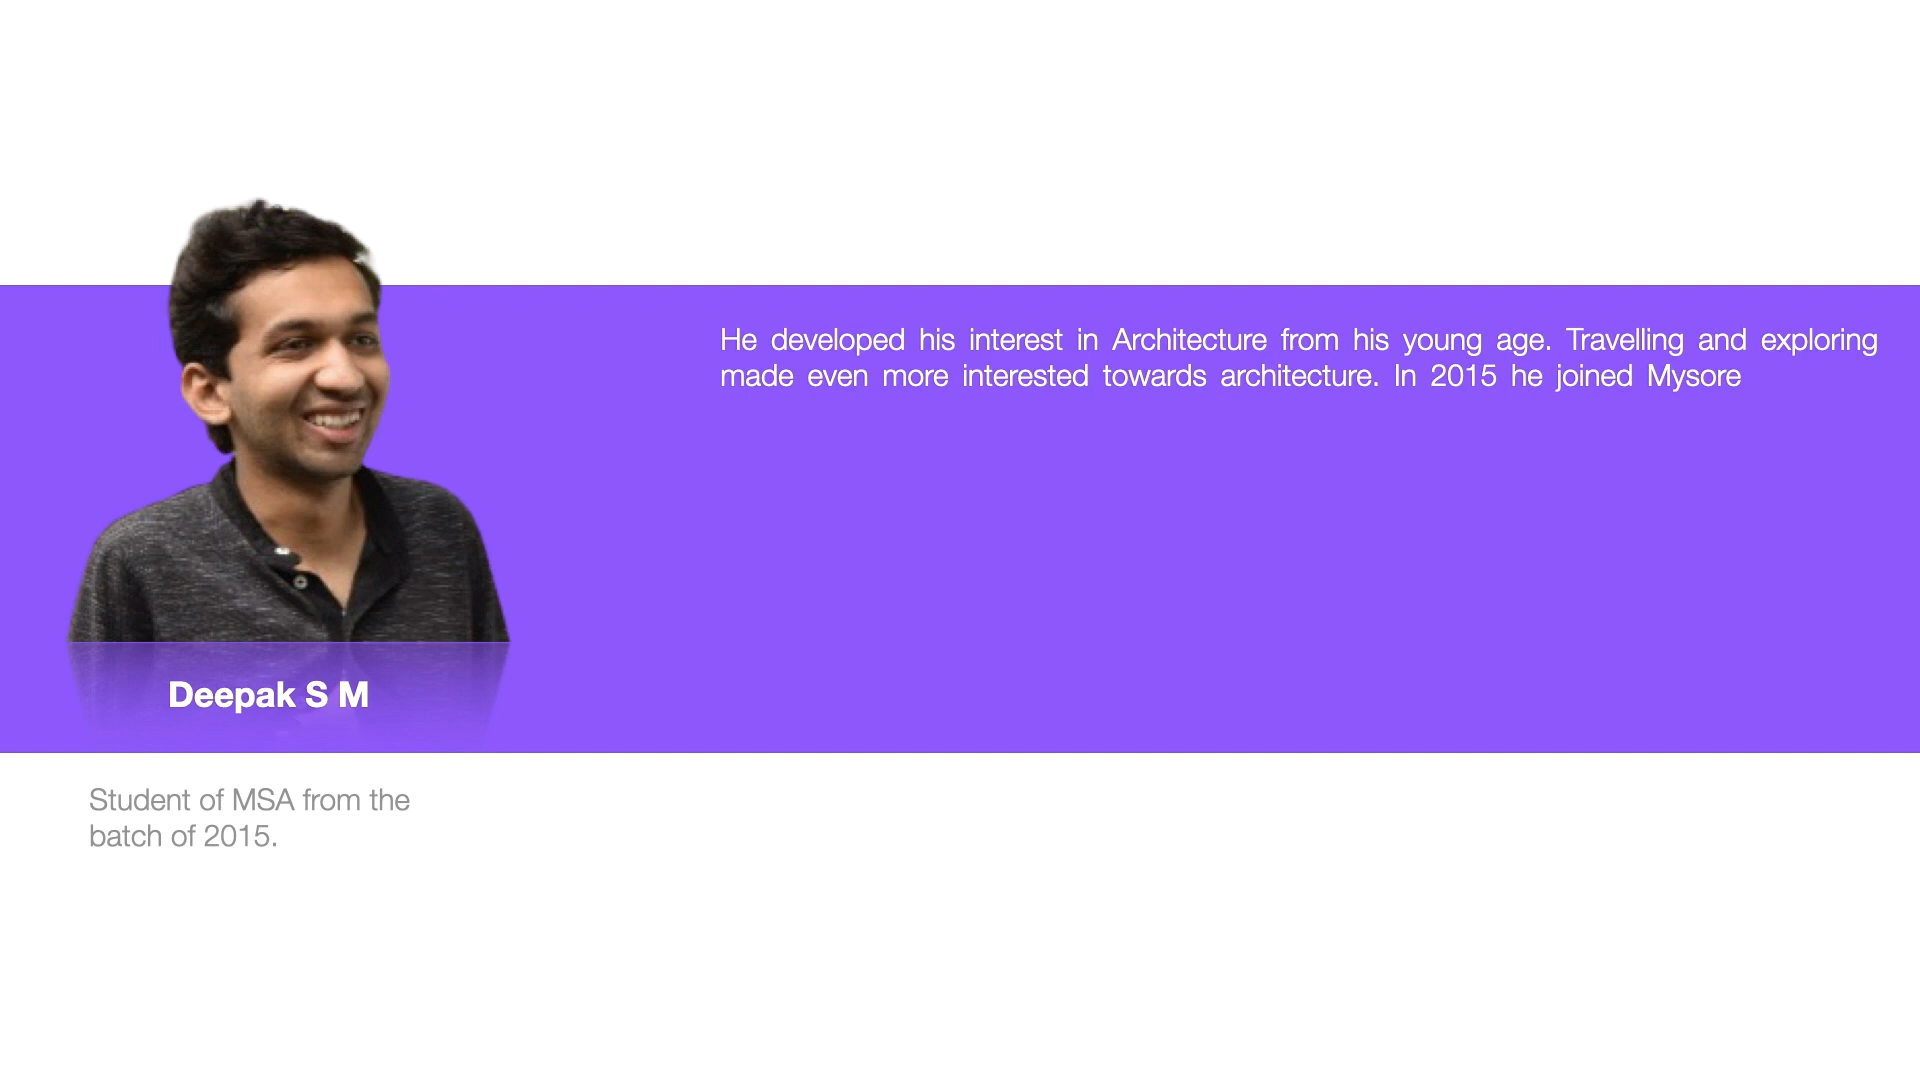 He developed his interest in Architecture from his young age. Travelling and exploring
made even more interested towards architecture. In 2015 he joined Mysore
Deepak S M
Student of MSA from the
batch of 2015.